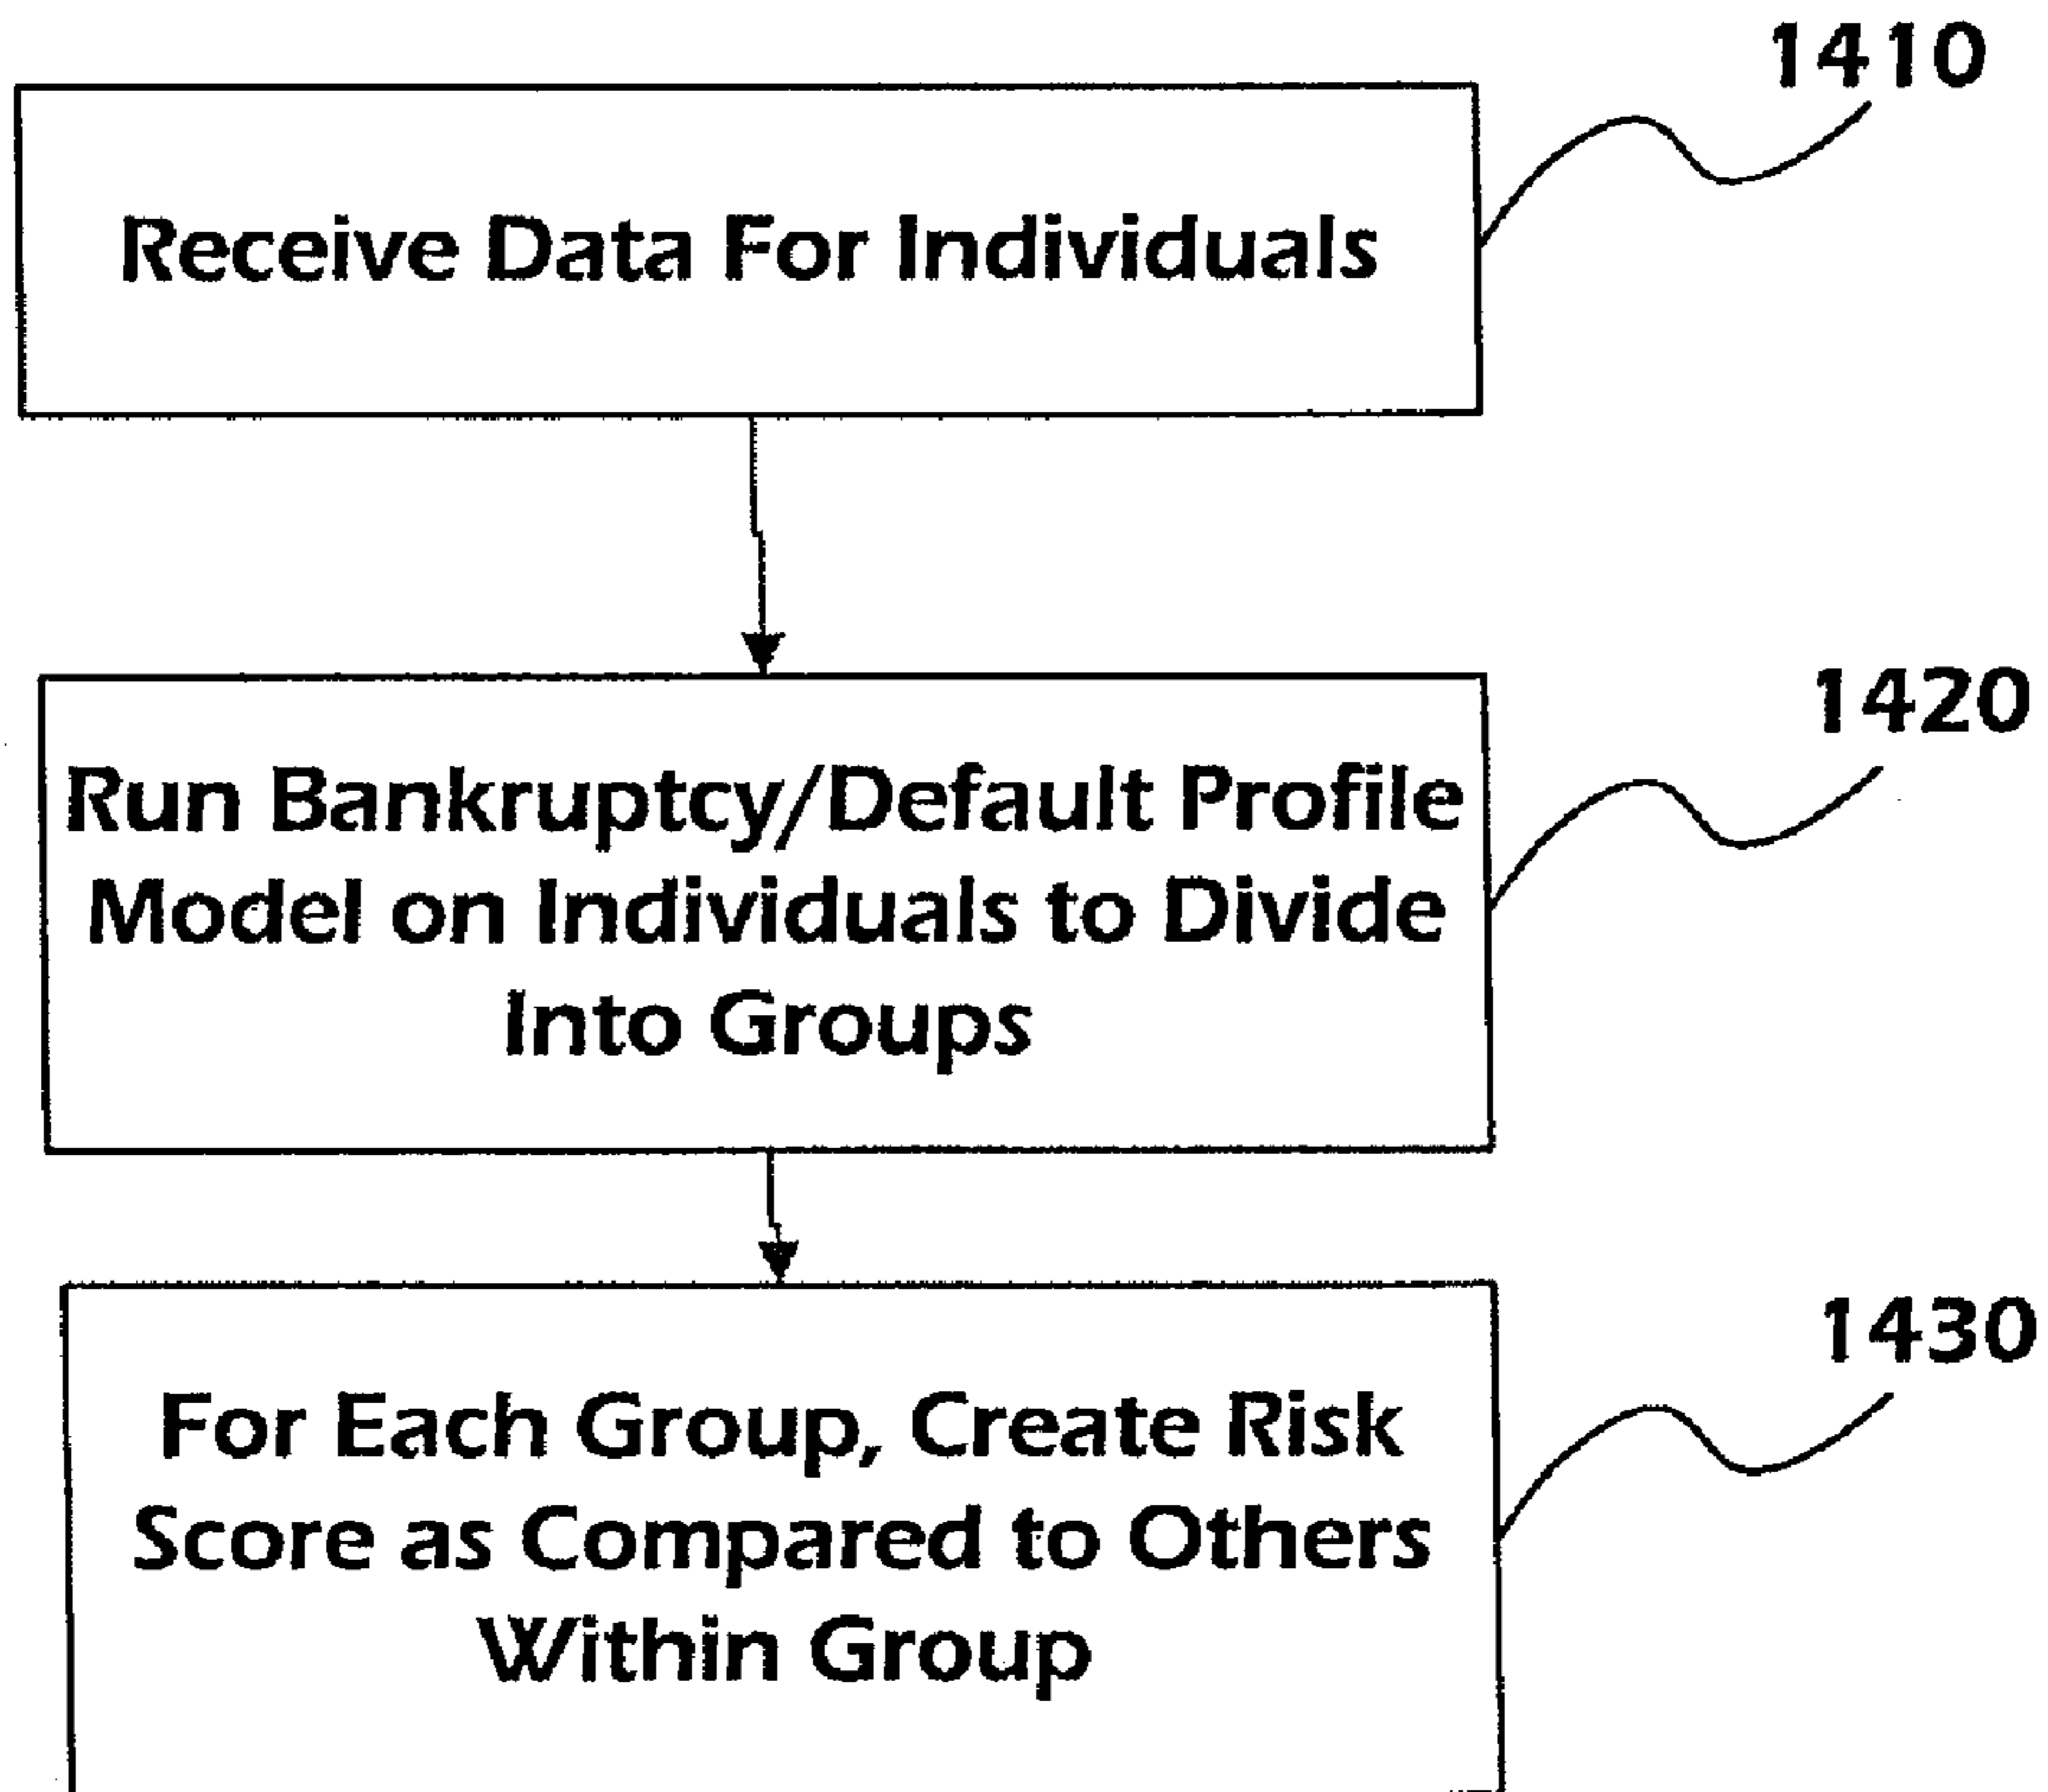 1410
Receive Data For Individuals
1420
Run Bankruptcy/Default Profile
Model on Individuals to Divide
Into Groups
1430
For Each Group, Create Risk
Score as Compared to Others
Within Group